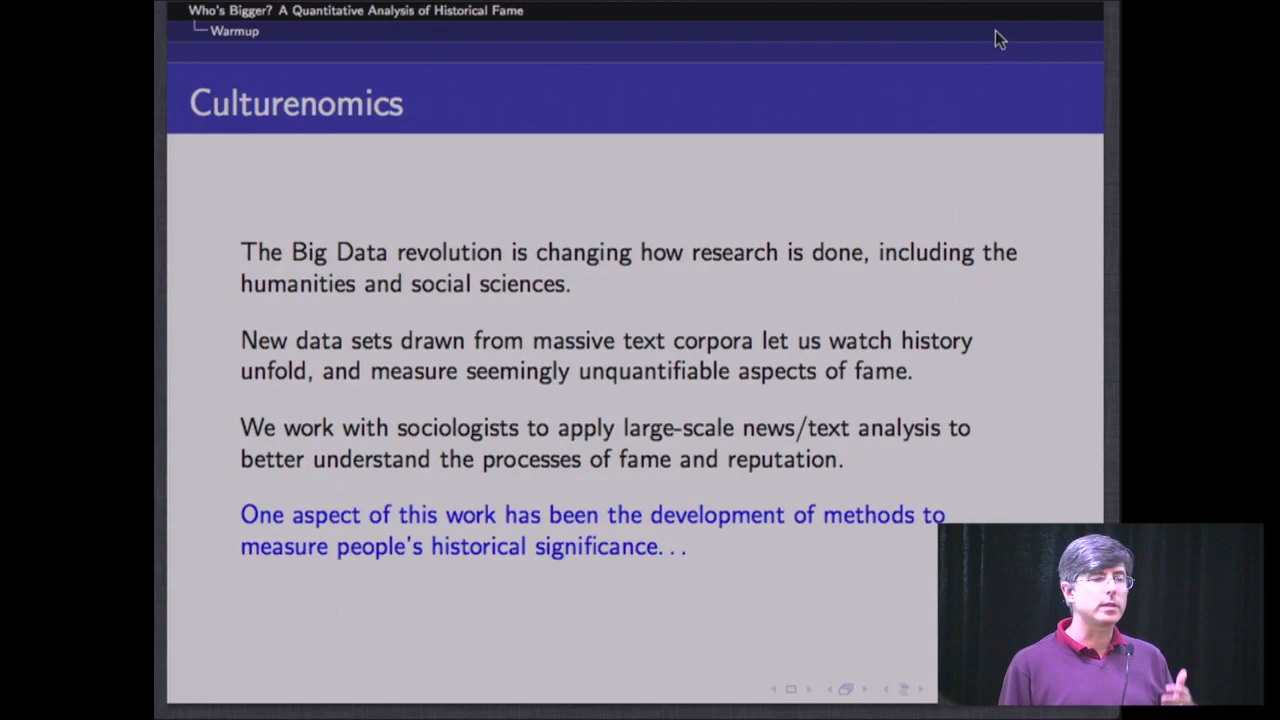 Who's Bigger? A Quantitative Analysis of Historical Fame
Warmup
Culturenomics
The Big Data revolution is changing how research is done, including the
humanities and social sciences.
New data sets drawn from massive text corpora let us watch history
unfold, and measure seemingly unquantifiable aspects of fame.
We work with sociologists to apply large-scale news/text analysis to
better understand the processes of fame and reputation.
One aspect of this work has been the development of methods to
measure people's historical significance...